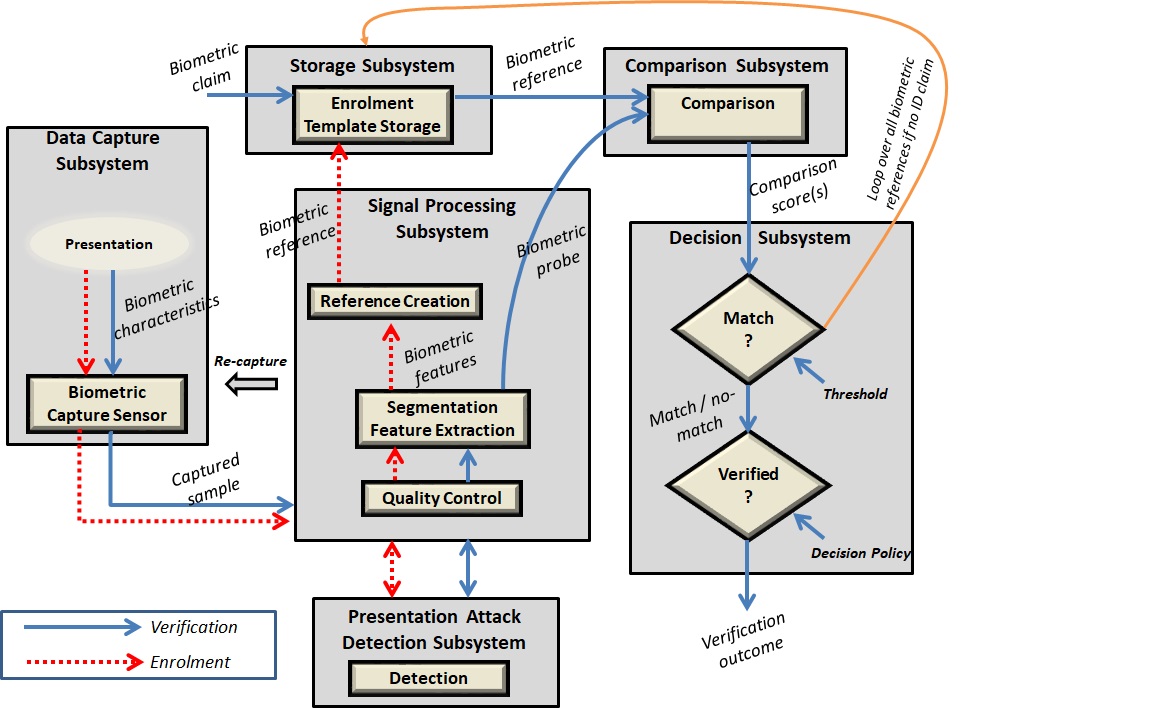 Biometric
claim
Storage Subsystem
Enrolment
Template Storage
Biometric
reference
Comparison Subsystem
Comparison
Loop over all biometric
references if no ID claim
Data Capture
Subsystem
Presentation
Biometric
characteristics
Biometric
Capture Sensor
Re-capture
Captured
sample
Biometric
reference
Signal Processing
Subsystem
Reference Creation
Biometric
features
Segmentation
Feature Extraction
Quality Control
Biometric
probe
Comparison
score(s)
Decision Subsystem
Match
?
Threshold
Match / no-
match
Verified
?
Decision Policy
Verification
outcome
Presentation Attack
Detection Subsystem
Detection
Verification
Enrolment